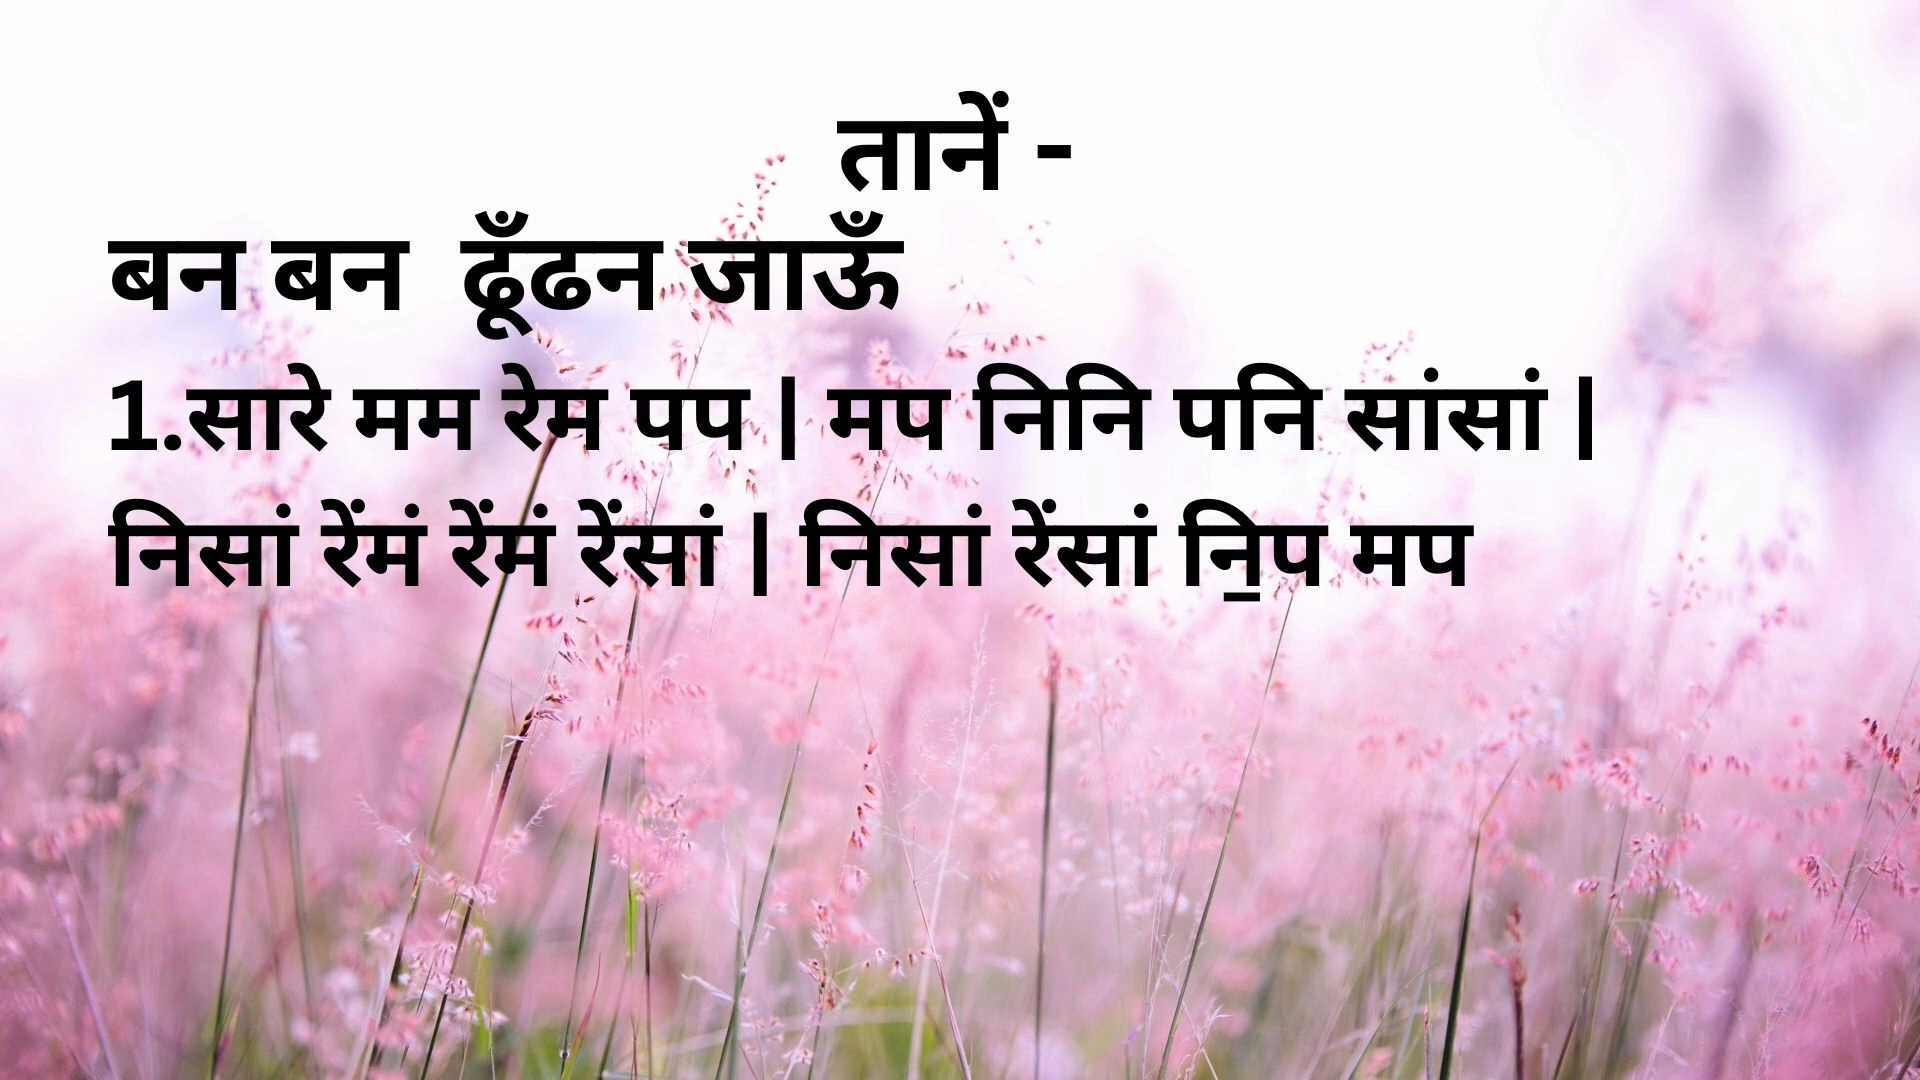 तानें -
बन बन  ढूँढन जाऊँ
1.सारे मम रेम पप | मप निनि पनि सांसां |
निसां रेंमं रेंमं रेंसां | निसां रेंसां नि॒प मप